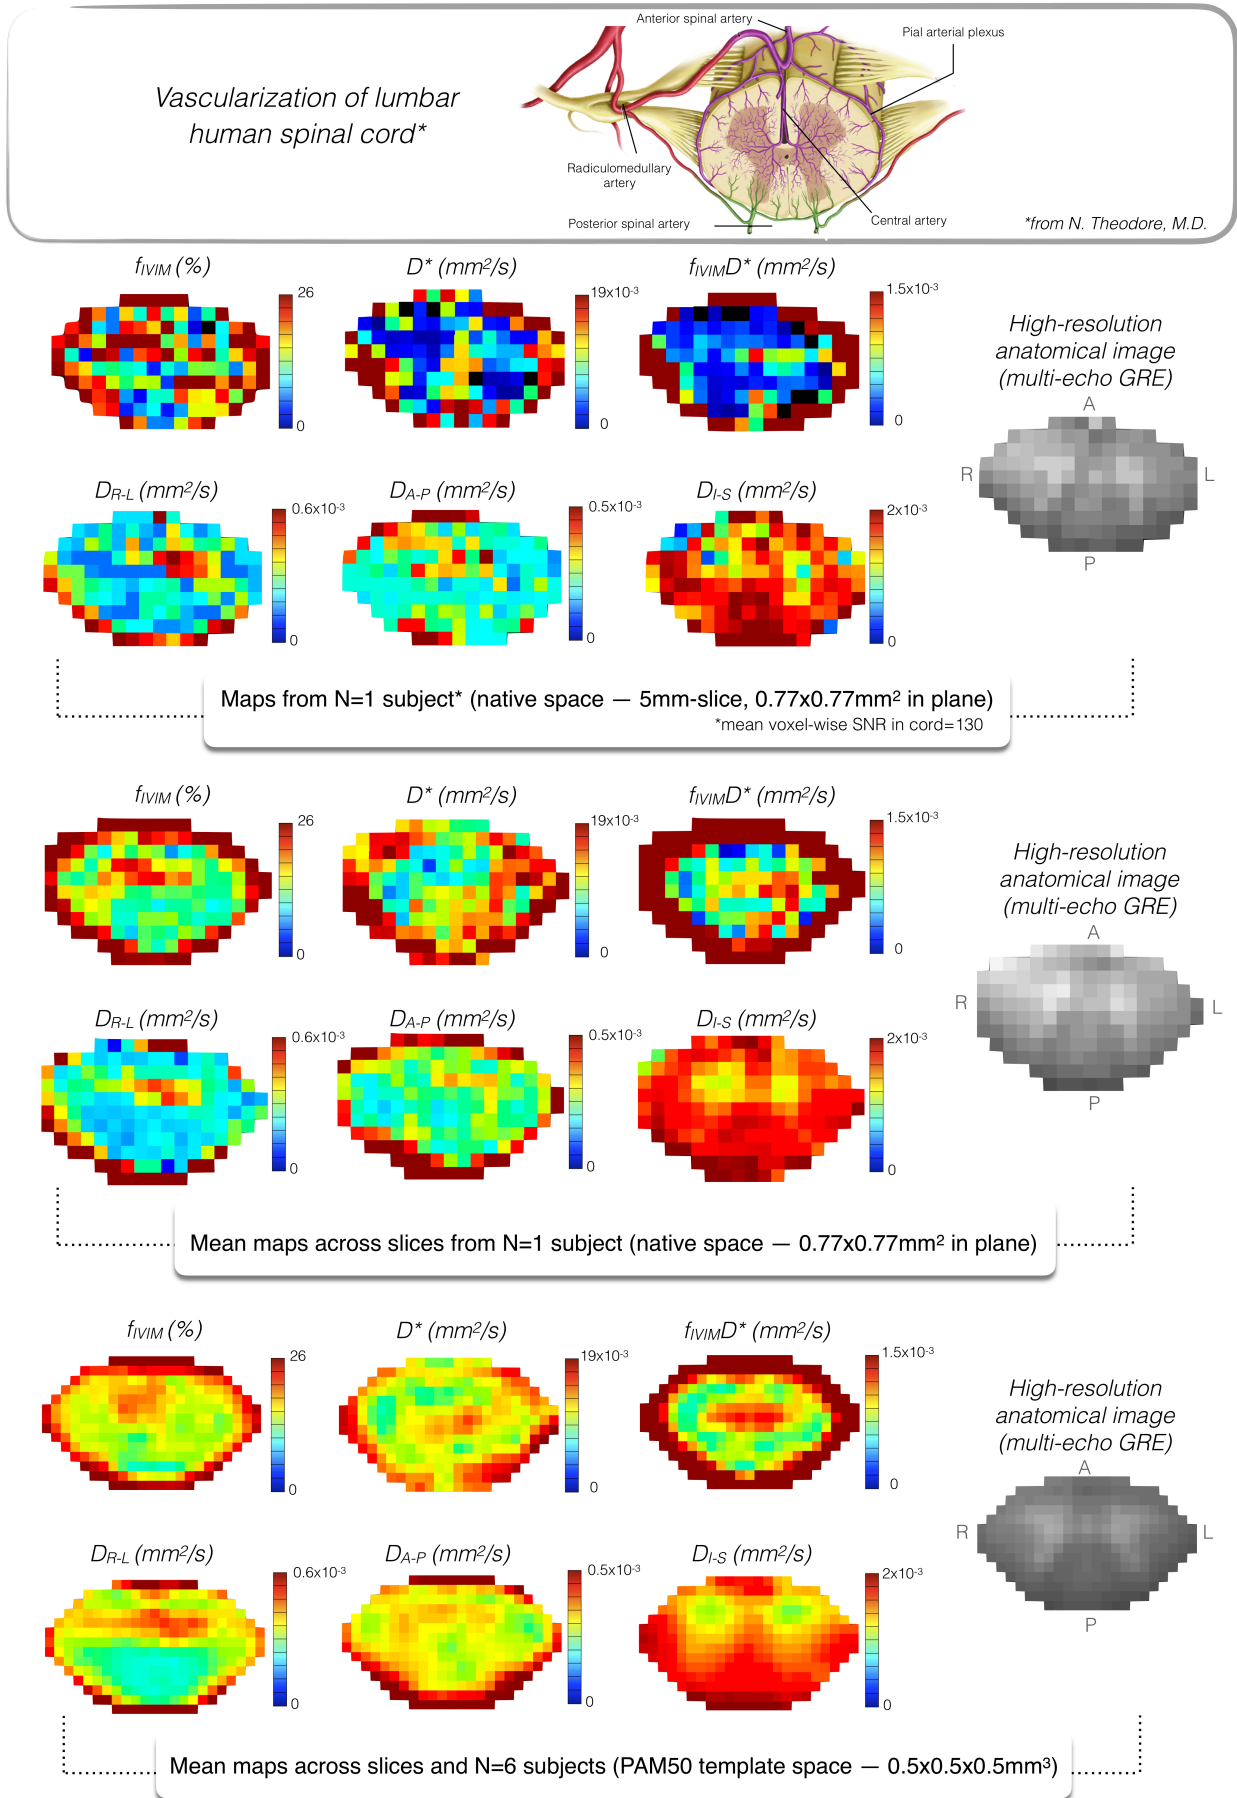 Anterior spinal artery
Pial arterial plexus
Vascularization of lumbar
human spinal cord*
Radiculomedullary
artery
Posterior spinal artery
Central artery
*from N. Theodore, M.D.
fIVIM (%)
26
0
D* (mm²/s)
19x10⁻³
0
fIVIMD* (mm²/s)
1.5x10⁻³
0
High-resolution
anatomical image
(multi-echo GRE)
A
R
L
P
DR-L (mm²/s)
0.6x10⁻³
0
DA-P (mm²/s)
0.5x10⁻³
0
DI-S (mm²/s)
2x10⁻³
0
Maps from N=1 subject* (native space — 5mm-slice, 0.77x0.77mm² in plane)
*mean voxel-wise SNR in cord=130
fIVIM (%)
26
0
D* (mm²/s)
19x10⁻³
0
fIVIMD* (mm²/s)
1.5x10⁻³
0
High-resolution
anatomical image
(multi-echo GRE)
A
R
L
P
DR-L (mm²/s)
0.6x10⁻³
0
DA-P (mm²/s)
0.5x10⁻³
0
DI-S (mm²/s)
2x10⁻³
0
Mean maps across slices from N=1 subject (native space — 0.77x0.77mm² in plane)
fIVIM (%)
26
0
D* (mm²/s)
19x10⁻³
0
fIVIMD* (mm²/s)
1.5x10⁻³
0
High-resolution
anatomical image
(multi-echo GRE)
A
R
L
P
DR-L (mm²/s)
0.6x10⁻³
0
DA-P (mm²/s)
0.5x10⁻³
0
DI-S (mm²/s)
2x10⁻³
0
Mean maps across slices and N=6 subjects (PAM50 template space — 0.5x0.5x0.5mm³)